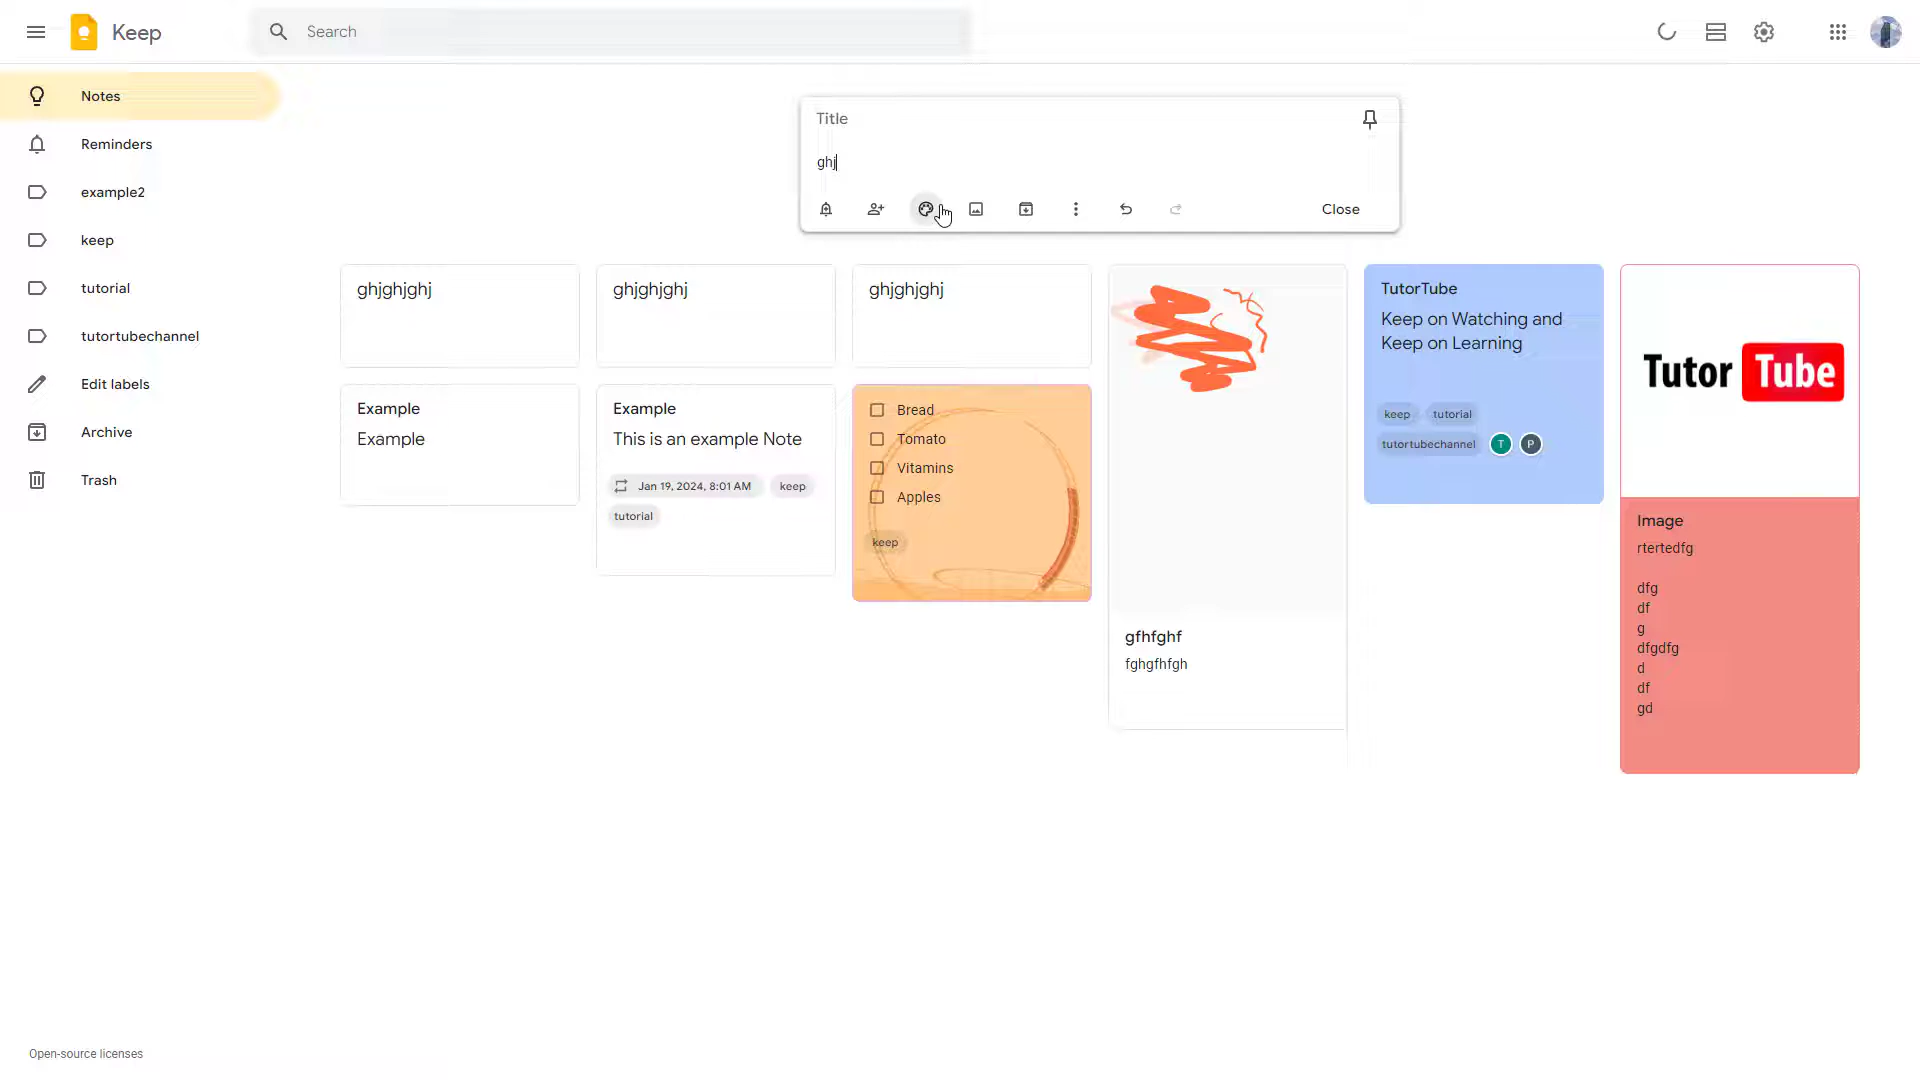 Keep
Search
Notes
Reminders
example2
keep
tutorial
tutortubechannel
Edit labels
Archive
Trash
Title
ghj
Close
ghjghjghj
ghjghjghj
ghjghjghj
Example
Example
Example
This is an example Note
Jan 19, 2024, 8:01 AM
keep
tutorial
Bread
Tomato
Vitamins
Apples
keep
gfhfghf
fghgfhfgh
TutorTube
Keep on Watching and
Keep on Learning
keep
tutorial
tutortubechannel
T
P
Tutor Tube
Image
rtertedfg
dfg
df
g
dfgdfg
d
df
gd
Open-source licenses